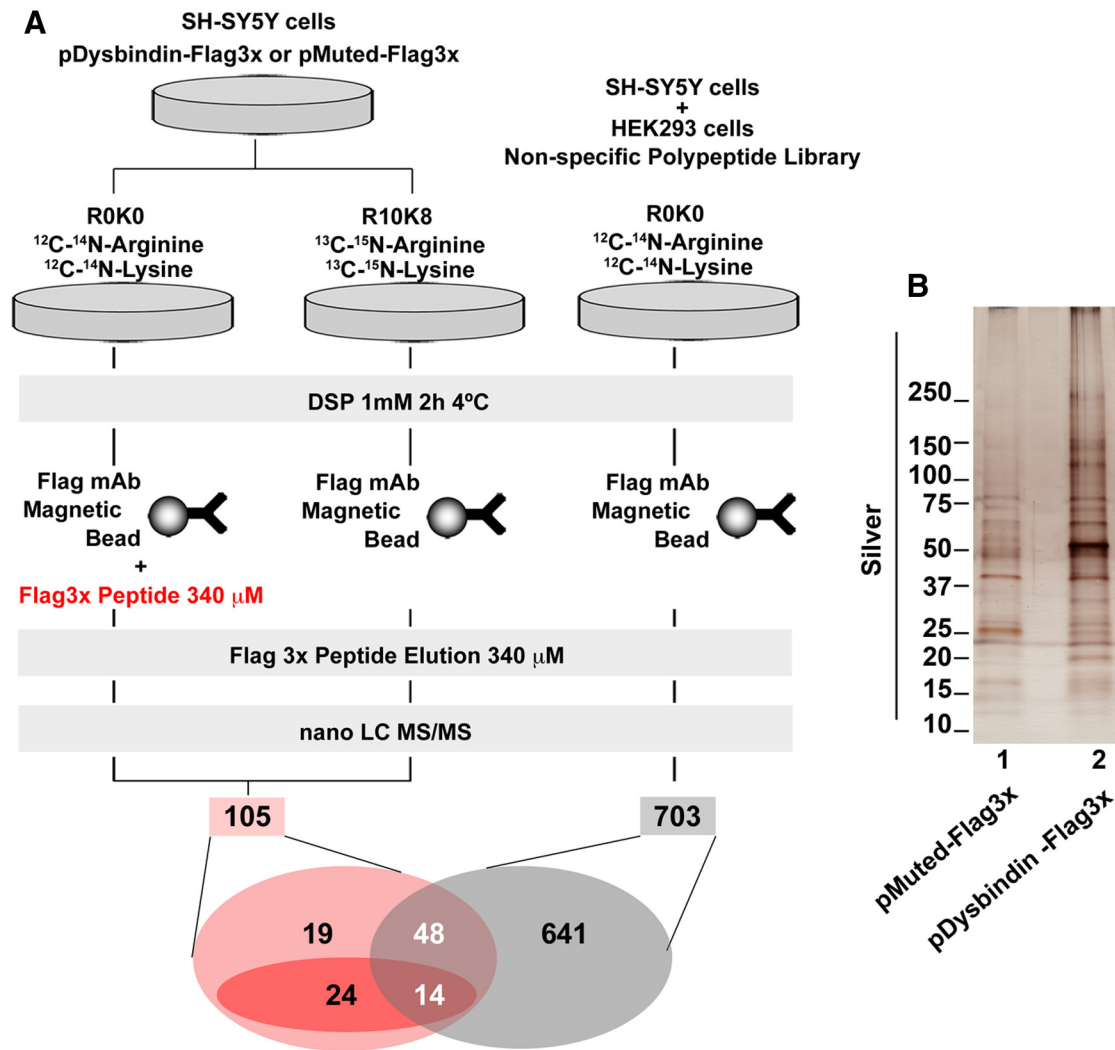 A
SH-SY5Y cells
pDysbindin-Flag3x or pMuted-Flag3x
SH-SY5Y cells
+
HEK293 cells
Non-specific Polypeptide Library
R0K0
¹²C-¹⁴N-Arginine
¹²C-¹⁴N-Lysine
R10K8
¹³C-¹⁵N-Arginine
¹³C-¹⁵N-Lysine
R0K0
¹²C-¹⁴N-Arginine
¹²C-¹⁴N-Lysine
DSP 1mM 2h 4ºC
Flag mAb
Magnetic
Bead
+
Flag3x Peptide 340 μM
Flag mAb
Magnetic
Bead
Flag mAb
Magnetic
Bead
Flag 3x Peptide Elution 340 μM
nano LC MS/MS
105
703
19
48
641
24
14
B
Silver
250
150
100
75
50
37
25
20
15
10
1
2
pMuted-Flag3x
pDysbindin -Flag3x